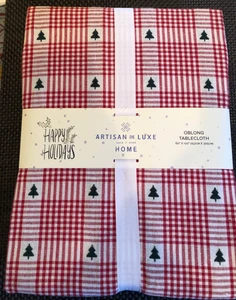 HAPPY
HOLIDAYS
ARTISAN DE LUXE
HOME
OBLONG
TABLECLOTH